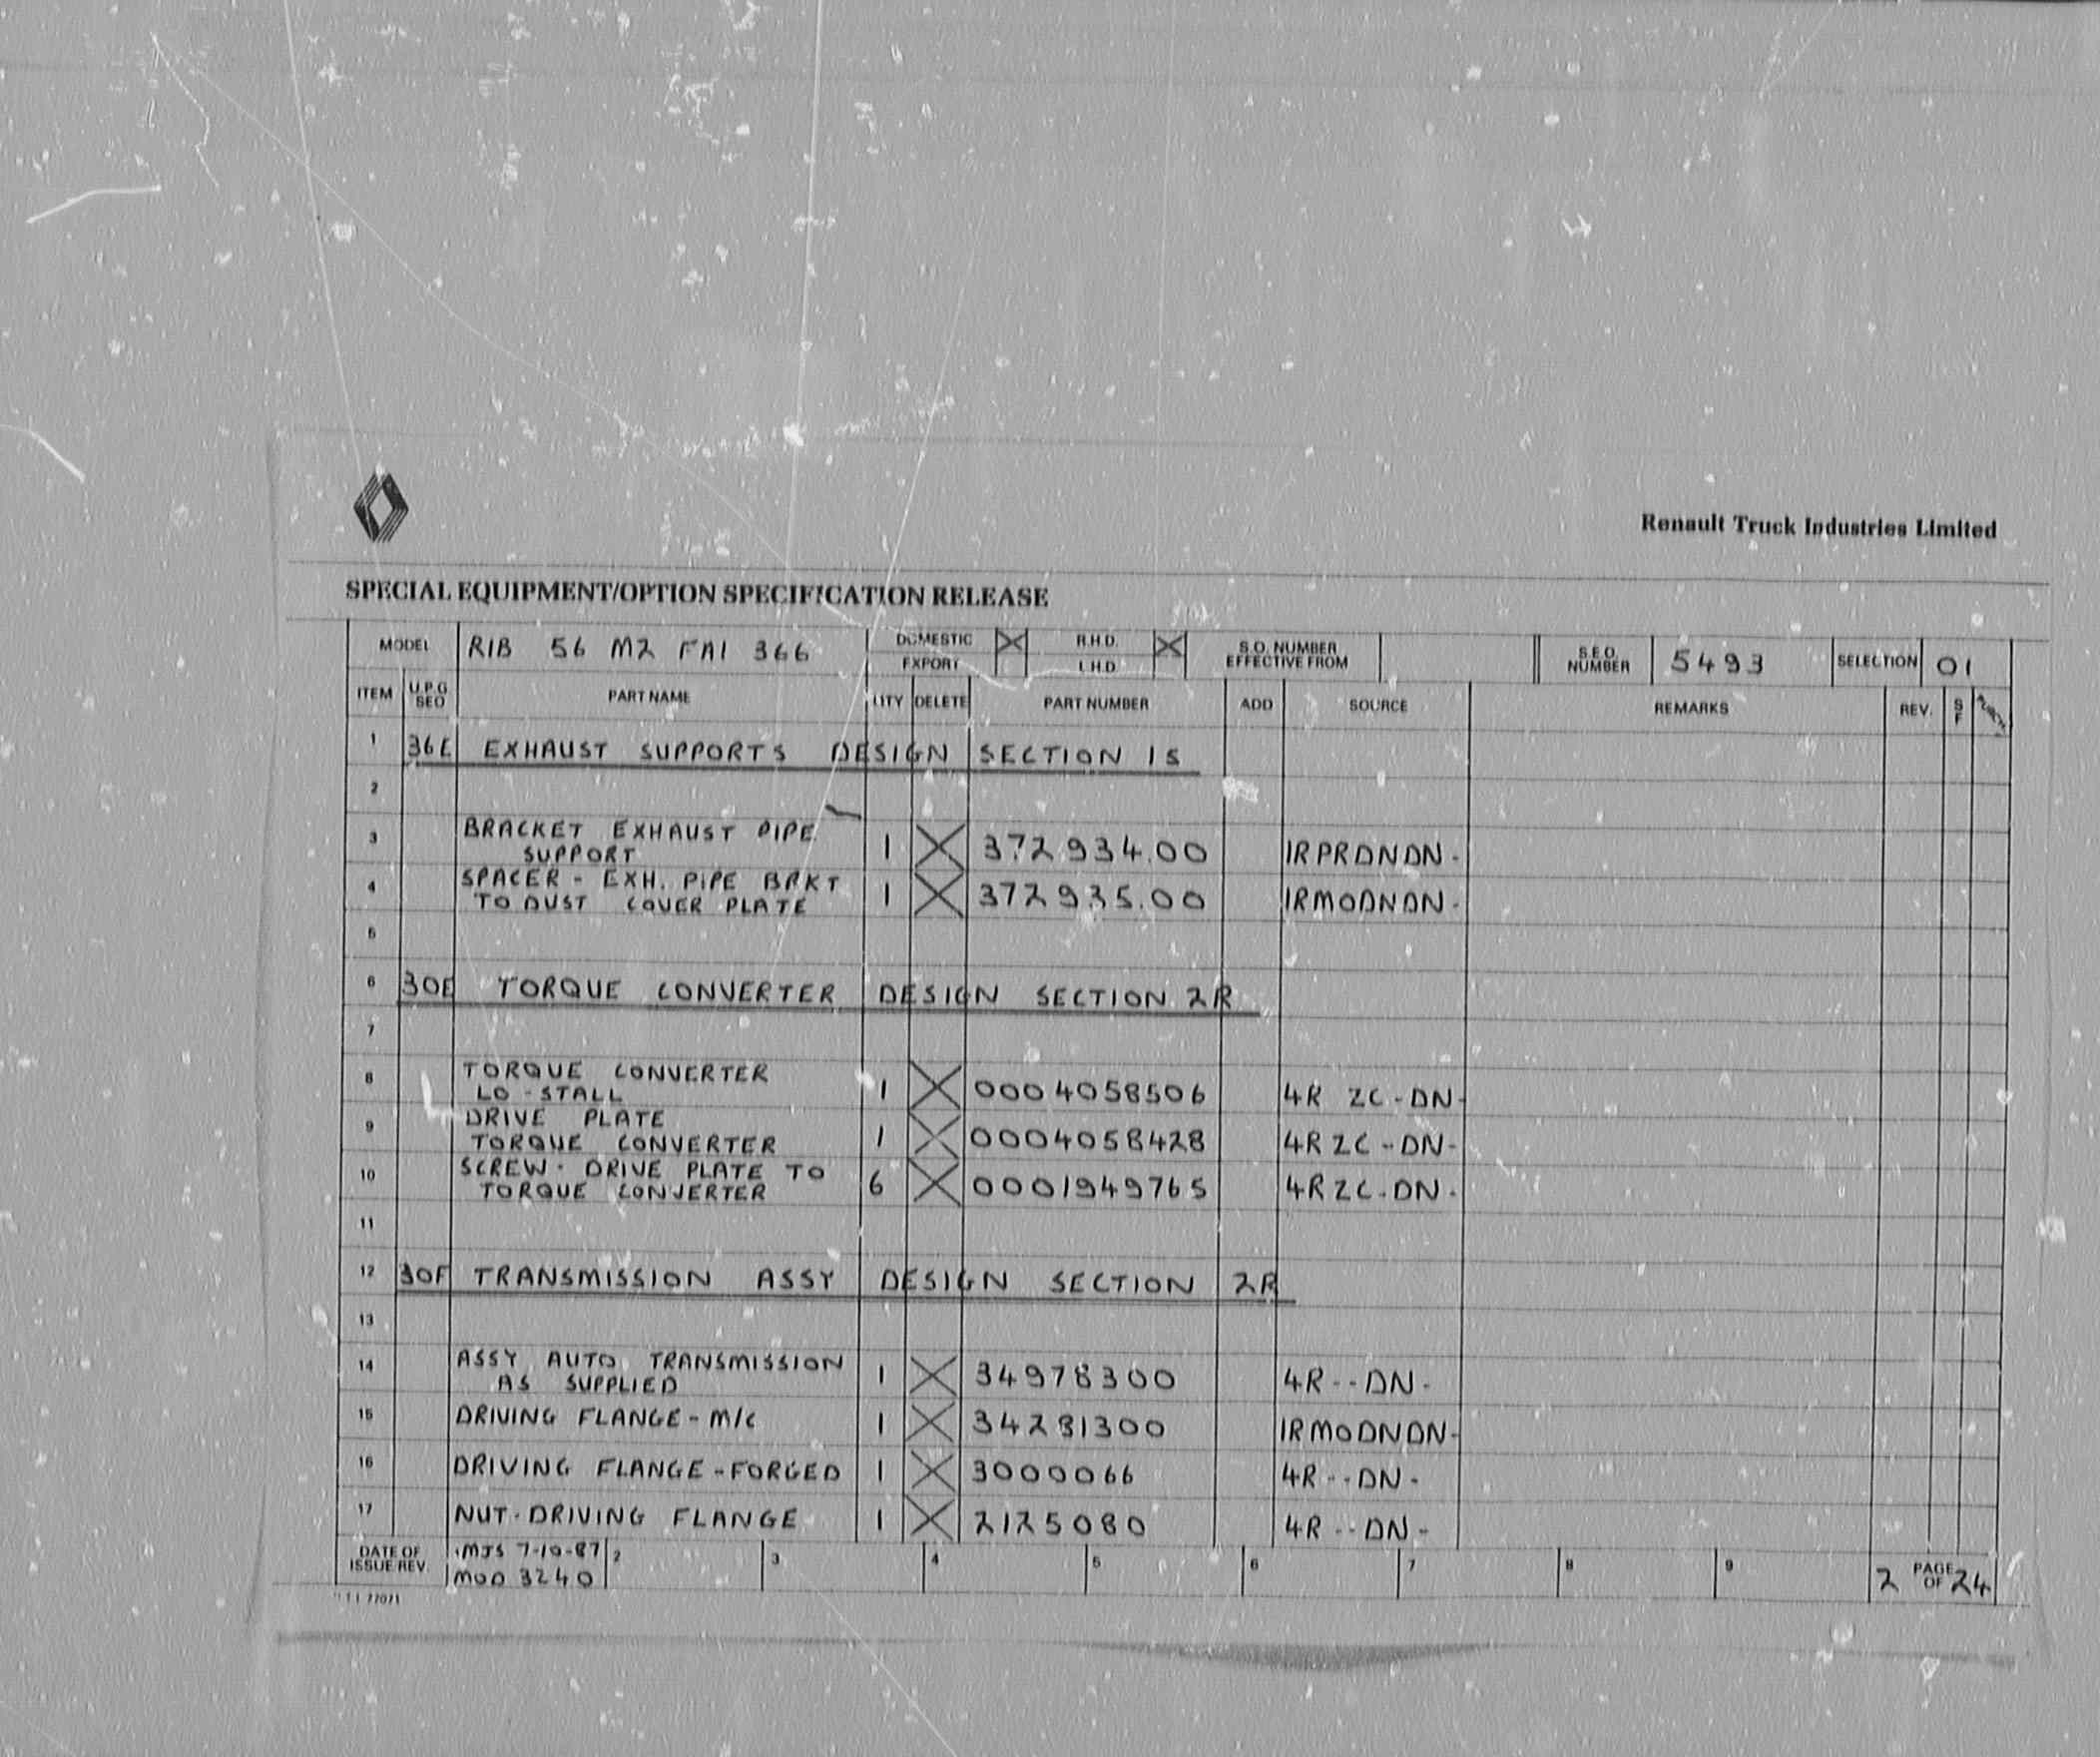 Renault Truck Industries Limited
SPECIAL EQUIPMENT/OPTION SPECIFICATION RELEASE
MODEL RIB 56 M2 FAI 366 DOMESTIC X R.H.D. X S.O. NUMBER EFFECTIVE FROM S.E.O. NUMBER 5493 SELECTION 01
EXPORT L.H.D.
ITEM U.P.G SEQ PART NAME QTY DELETE PART NUMBER ADD SOURCE REMARKS REV. S F
1 36E EXHAUST SUPPORTS DESIGN SECTION 1S
2
3 BRACKET EXHAUST PIPE 1 X 372934.00 IRPRDNDN-
SUPPORT
4 SPACER - EXH. PIPE BRKT 1 X 372935.00 IRMODNDN-
TO DUST COVER PLATE
5
6 30E TORQUE CONVERTER DESIGN SECTION 2R
7
8 TORQUE CONVERTER 1 X 0004058506 4R ZC-DN-
LO-STALL
9 DRIVE PLATE 1 X 0004058428 4RZC-DN-
TORQUE CONVERTER
10 SCREW- DRIVE PLATE TO 6 X 0001949765 4RZC-DN-
TORQUE CONVERTER
11
12 30F TRANSMISSION ASSY DESIGN SECTION 2R
13
14 ASSY AUTO TRANSMISSION 1 X 34978300 4R--DN-
AS SUPPLIED
15 DRIVING FLANGE-M/C 1 X 34281300 IRMODNDN-
16 DRIVING FLANGE-FORGED 1 X 3000066 4R--DN-
17 NUT-DRIVING FLANGE 1 X 2125080 4R--DN-
DATE OF ISSUE REV. MJS 7-10-87 2 3 4 5 6 7 8 9 2 PAGE OF 24
MOD 3240